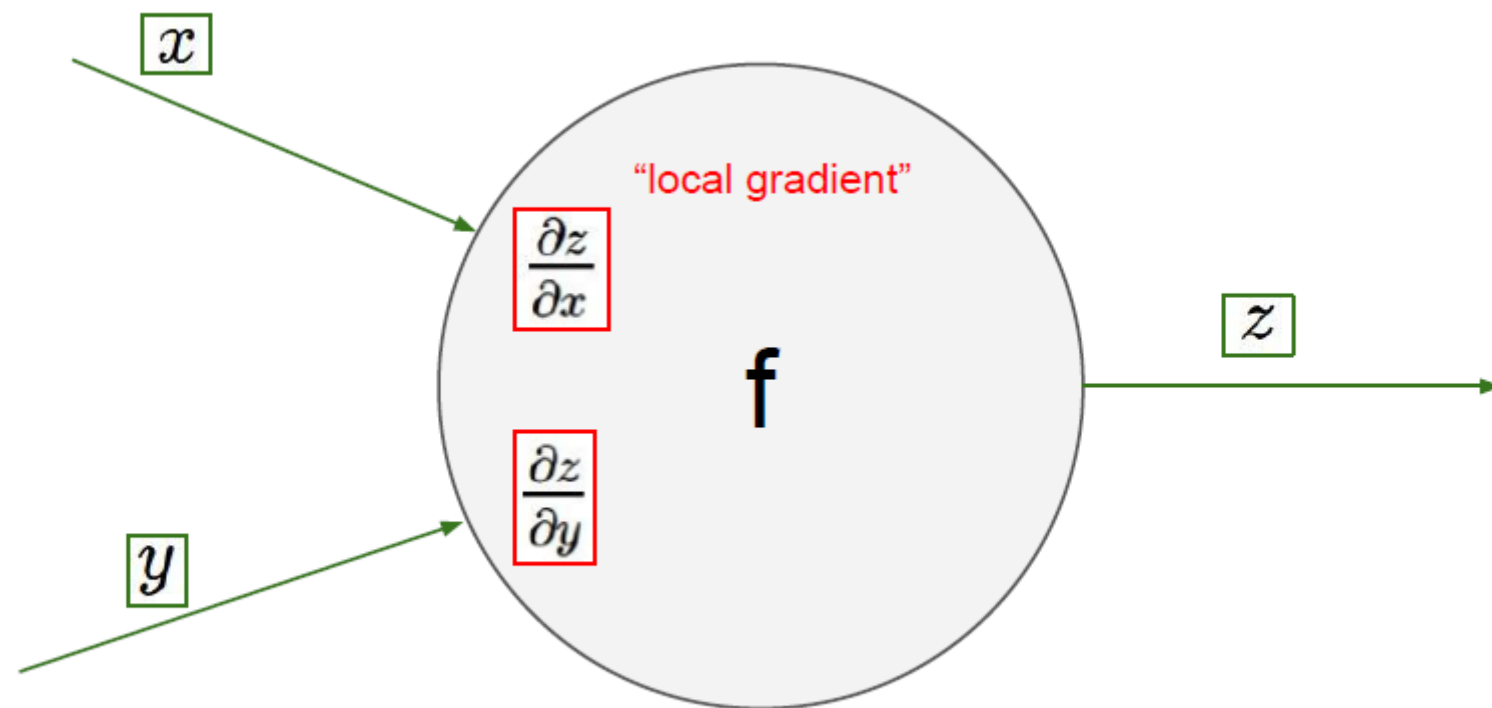 x
“local gradient”
∂z
∂x
z
f
∂z
∂y
y